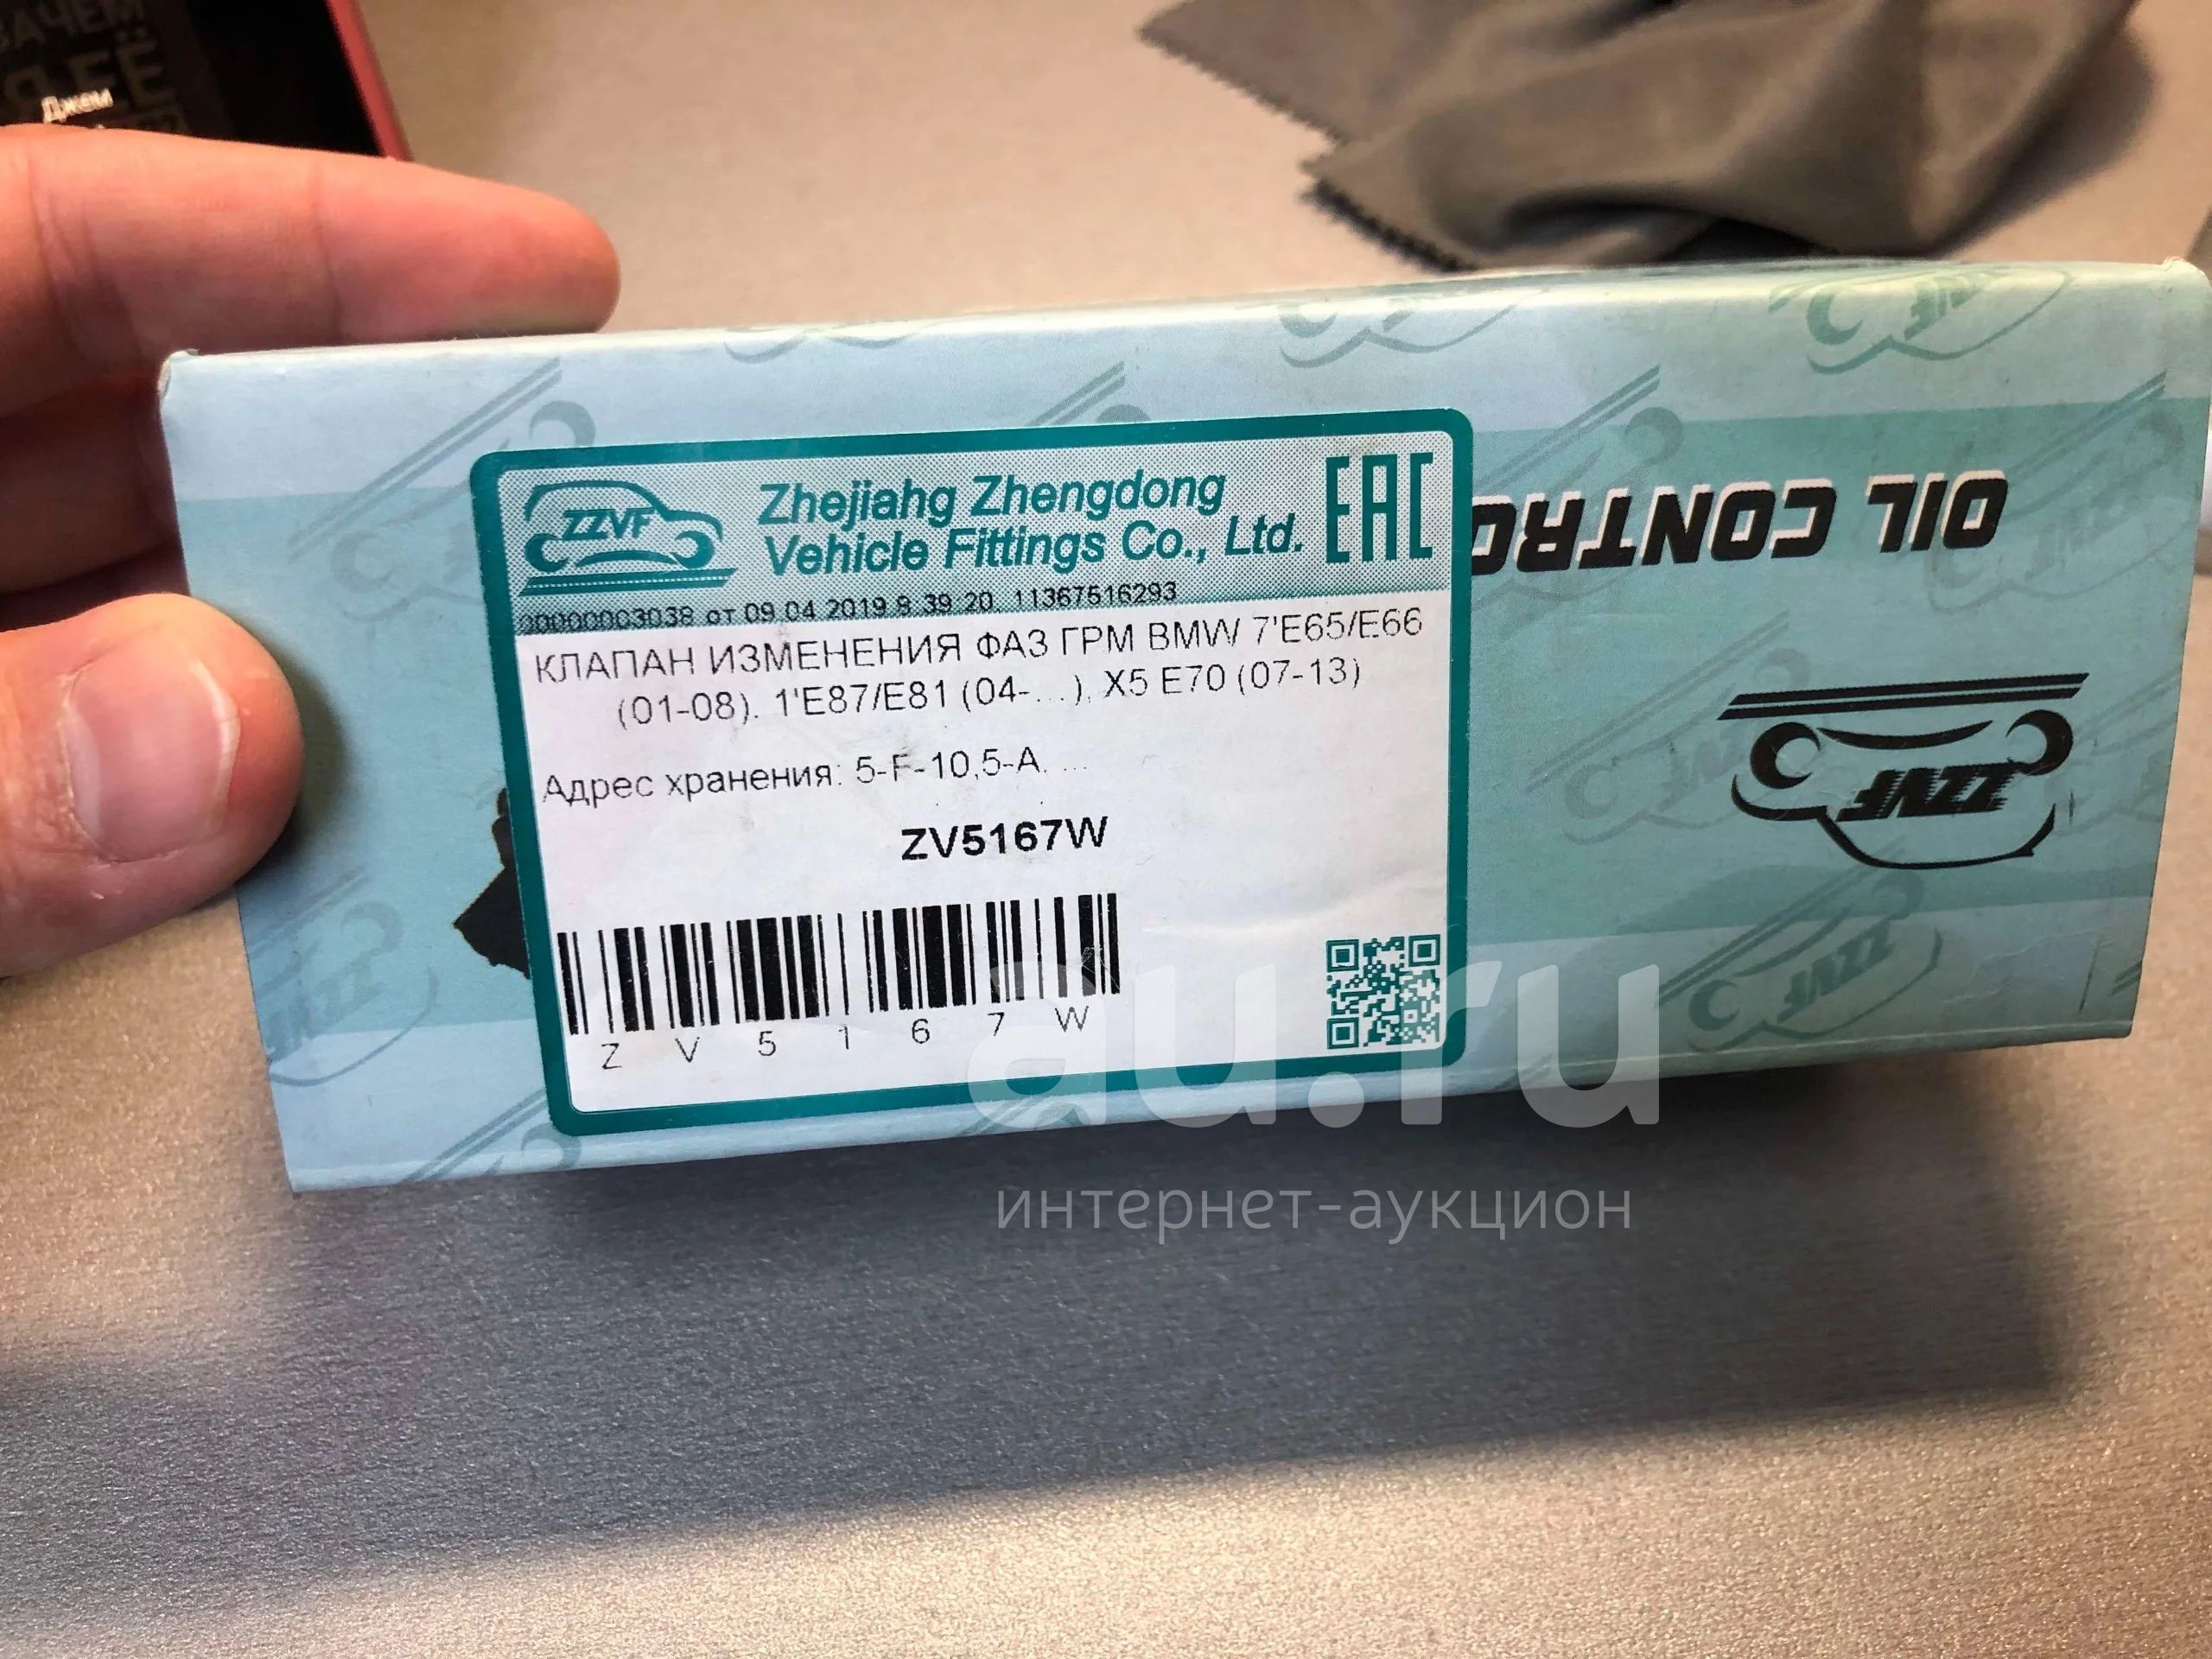 Джем
ZZVF
Zhejiahg Zhengdong
Vehicle Fittings Co., Ltd.
EAC
00000003038 от 09.04.2019 8:39:20, 11367516293
КЛАПАН ИЗМЕНЕНИЯ ФАЗ ГРМ BMW 7'E65/E66
(01-08). 1'E87/E81 (04-...), X5 E70 (07-13)
Адрес хранения: 5-F-10,5-A, ...
ZV5167W
Z V 5 1 6 7 W
OIL CONTRO
ZZVF
au.ru
интернет-аукцион